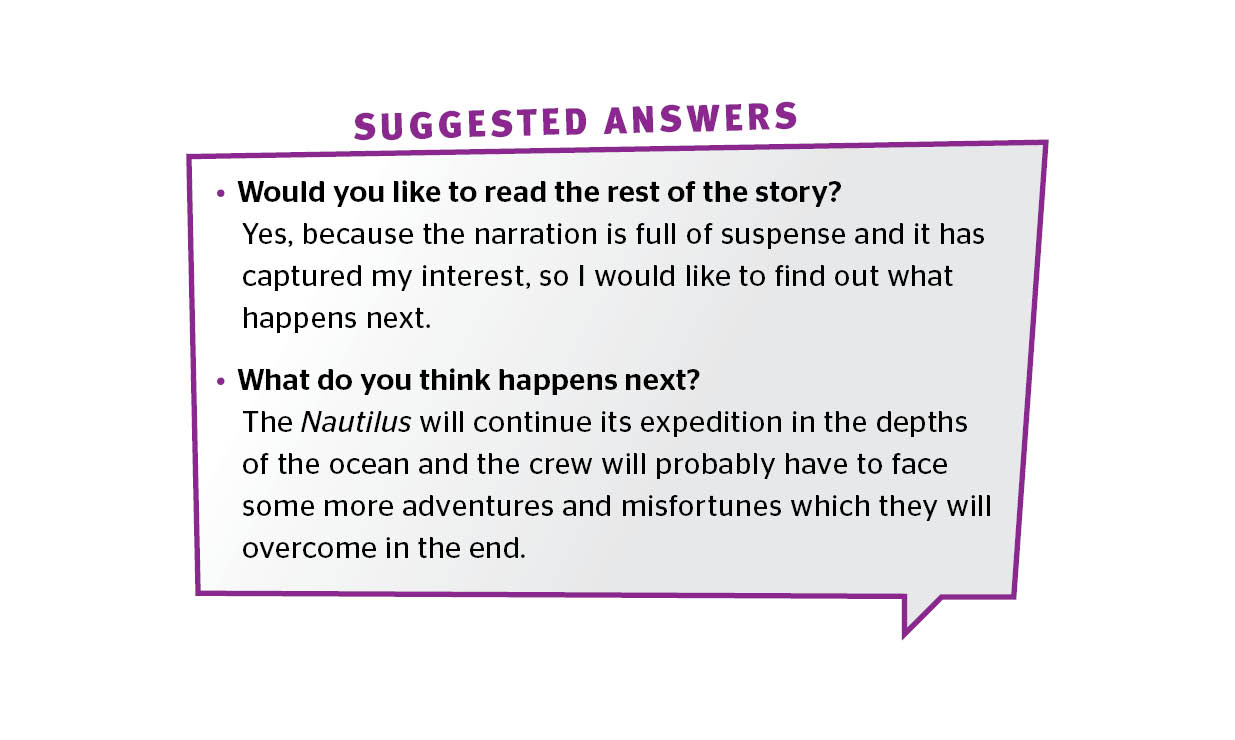 SUGGESTED ANSWERS
• Would you like to read the rest of the story?
Yes, because the narration is full of suspense and it has
captured my interest, so I would like to find out what
happens next.
• What do you think happens next?
The Nautilus will continue its expedition in the depths
of the ocean and the crew will probably have to face
some more adventures and misfortunes which they will
overcome in the end.